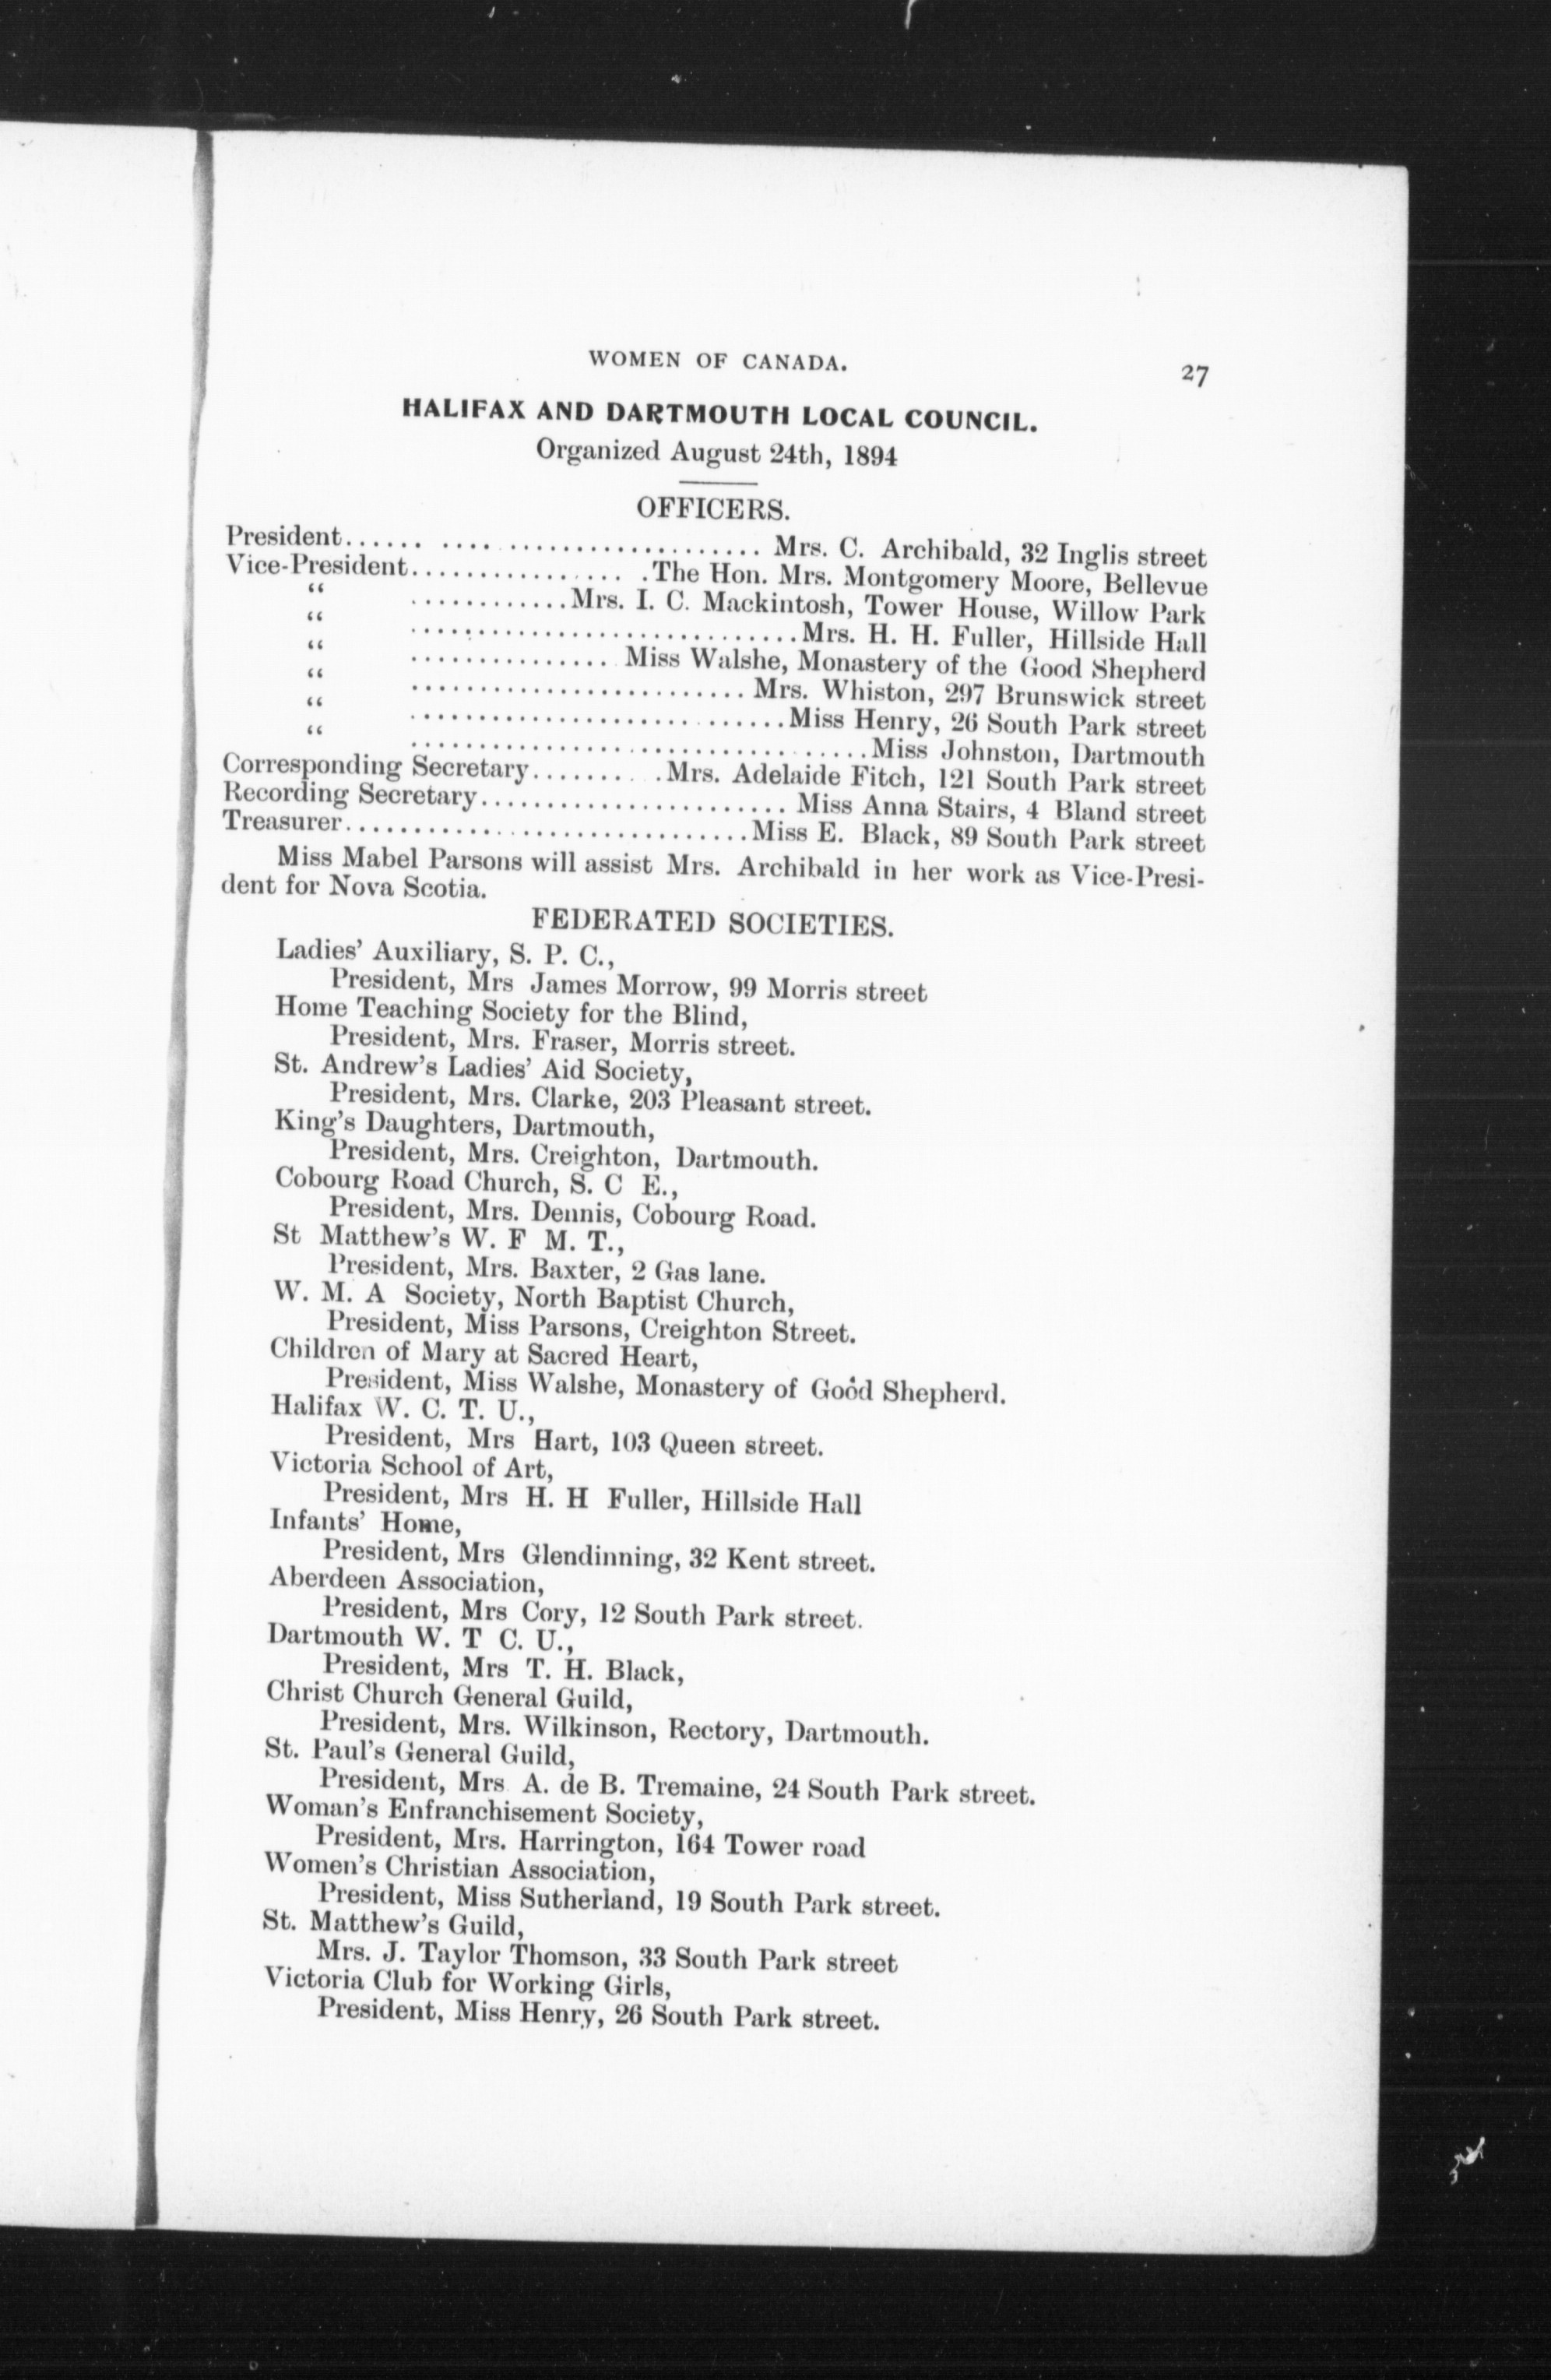 WOMEN OF CANADA.
27
HALIFAX AND DARTMOUTH LOCAL COUNCIL.
Organized August 24th, 1894
OFFICERS.
President...... .... ...................... Mrs. C. Archibald, 32 Inglis street
Vice-President................ .The Hon. Mrs. Montgomery Moore, Bellevue
“ ............Mrs. I. C. Mackintosh, Tower House, Willow Park
“ .............................Mrs. H. H. Fuller, Hillside Hall
“ ............... Miss Walshe, Monastery of the Good Shepherd
“ ......................... Mrs. Whiston, 297 Brunswick street
“ ............................Miss Henry, 26 South Park street
“ ..................................Miss Johnston, Dartmouth
Corresponding Secretary..........Mrs. Adelaide Fitch, 121 South Park street
Recording Secretary....................... Miss Anna Stairs, 4 Bland street
Treasurer..............................Miss E. Black, 89 South Park street
Miss Mabel Parsons will assist Mrs. Archibald in her work as Vice-Presi-
dent for Nova Scotia.
FEDERATED SOCIETIES.
Ladies’ Auxiliary, S. P. C.,
President, Mrs James Morrow, 99 Morris street
Home Teaching Society for the Blind,
President, Mrs. Fraser, Morris street.
St. Andrew’s Ladies’ Aid Society,
President, Mrs. Clarke, 203 Pleasant street.
King’s Daughters, Dartmouth,
President, Mrs. Creighton, Dartmouth.
Cobourg Road Church, S. C E.,
President, Mrs. Dennis, Cobourg Road.
St Matthew’s W. F M. T.,
President, Mrs. Baxter, 2 Gas lane.
W. M. A Society, North Baptist Church,
President, Miss Parsons, Creighton Street.
Children of Mary at Sacred Heart,
President, Miss Walshe, Monastery of Good Shepherd.
Halifax W. C. T. U.,
President, Mrs Hart, 103 Queen street.
Victoria School of Art,
President, Mrs H. H Fuller, Hillside Hall
Infants’ Home,
President, Mrs Glendinning, 32 Kent street.
Aberdeen Association,
President, Mrs Cory, 12 South Park street.
Dartmouth W. T C. U.,
President, Mrs T. H. Black,
Christ Church General Guild,
President, Mrs. Wilkinson, Rectory, Dartmouth.
St. Paul’s General Guild,
President, Mrs A. de B. Tremaine, 24 South Park street.
Woman’s Enfranchisement Society,
President, Mrs. Harrington, 164 Tower road
Women’s Christian Association,
President, Miss Sutherland, 19 South Park street.
St. Matthew’s Guild,
Mrs. J. Taylor Thomson, 33 South Park street
Victoria Club for Working Girls,
President, Miss Henry, 26 South Park street.